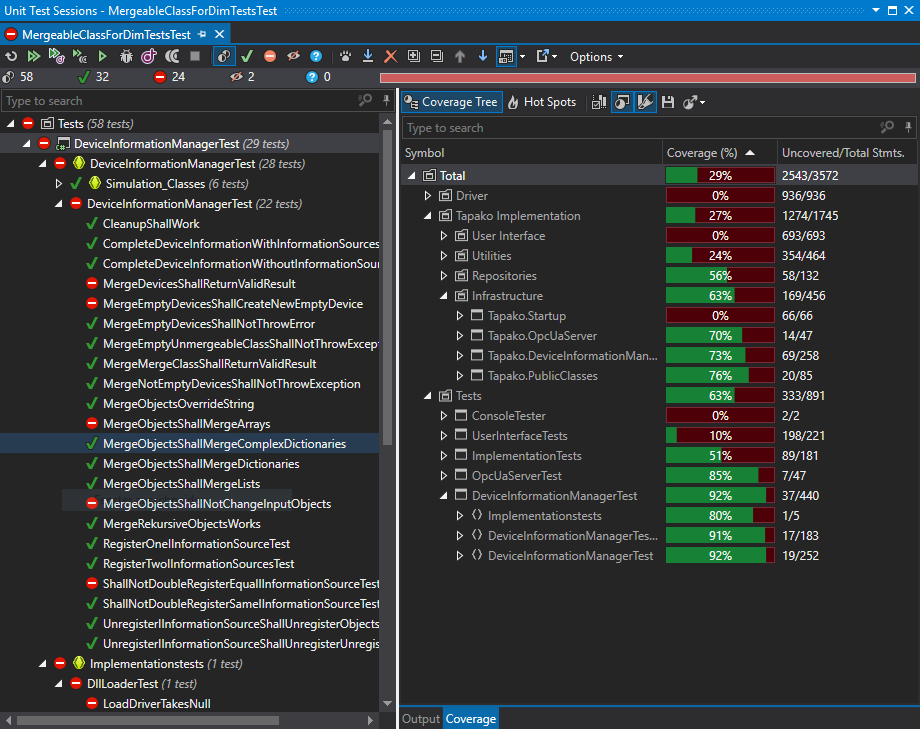 Unit Test Sessions - MergeableClassForDimTestsTest
MergeableClassForDimTestsTest
Options
58 32 24 2 0
Type to search
Tests (58 tests)
DeviceInformationManagerTest (29 tests)
DeviceInformationManagerTest (28 tests)
Simulation_Classes (6 tests)
DeviceInformationManagerTest (22 tests)
CleanupShallWork
CompleteDeviceInformationWithInformationSources
CompleteDeviceInformationWithoutInformationSour
MergeDevicesShallReturnValidResult
MergeEmptyDevicesShallCreateNewEmptyDevice
MergeEmptyDevicesShallNotThrowError
MergeEmptyUnmergeableClassShallNotThrowExcept
MergeMergeClassShallReturnValidResult
MergeNotEmptyDevicesShallNotThrowException
MergeObjectsOverrideString
MergeObjectsShallMergeArrays
MergeObjectsShallMergeComplexDictionaries
MergeObjectsShallMergeDictionaries
MergeObjectsShallMergeLists
MergeObjectsShallNotChangeInputObjects
MergeRekursiveObjectsWorks
RegisterOneIInformationSourceTest
RegisterTwoIInformationSourcesTest
ShallNotDoubleRegisterEqualIInformationSourceTest
ShallNotDoubleRegisterSameIInformationSourceTest
UnregisterIInformationSourceShallUnregisterObjects
UnregisterIInformationSourceShallUnregisterUnregis
Implementationstests (1 test)
DllLoaderTest (1 test)
LoadDriverTakesNull
Coverage Tree Hot Spots
Type to search
Symbol Coverage (%) Uncovered/Total Stmts.
Total 29% 2543/3572
Driver 0% 936/936
Tapako Implementation 27% 1274/1745
User Interface 0% 693/693
Utilities 24% 354/464
Repositories 56% 58/132
Infrastructure 63% 169/456
Tapako.Startup 0% 66/66
Tapako.OpcUaServer 70% 14/47
Tapako.DeviceInformationMan... 73% 69/258
Tapako.PublicClasses 76% 20/85
Tests 63% 333/891
ConsoleTester 0% 2/2
UserInterfaceTests 10% 198/221
ImplementationTests 51% 89/181
OpcUaServerTest 85% 7/47
DeviceInformationManagerTest 92% 37/440
Implementationstests 80% 1/5
DeviceInformationManagerTes... 91% 17/183
DeviceInformationManagerTest 92% 19/252
Output Coverage